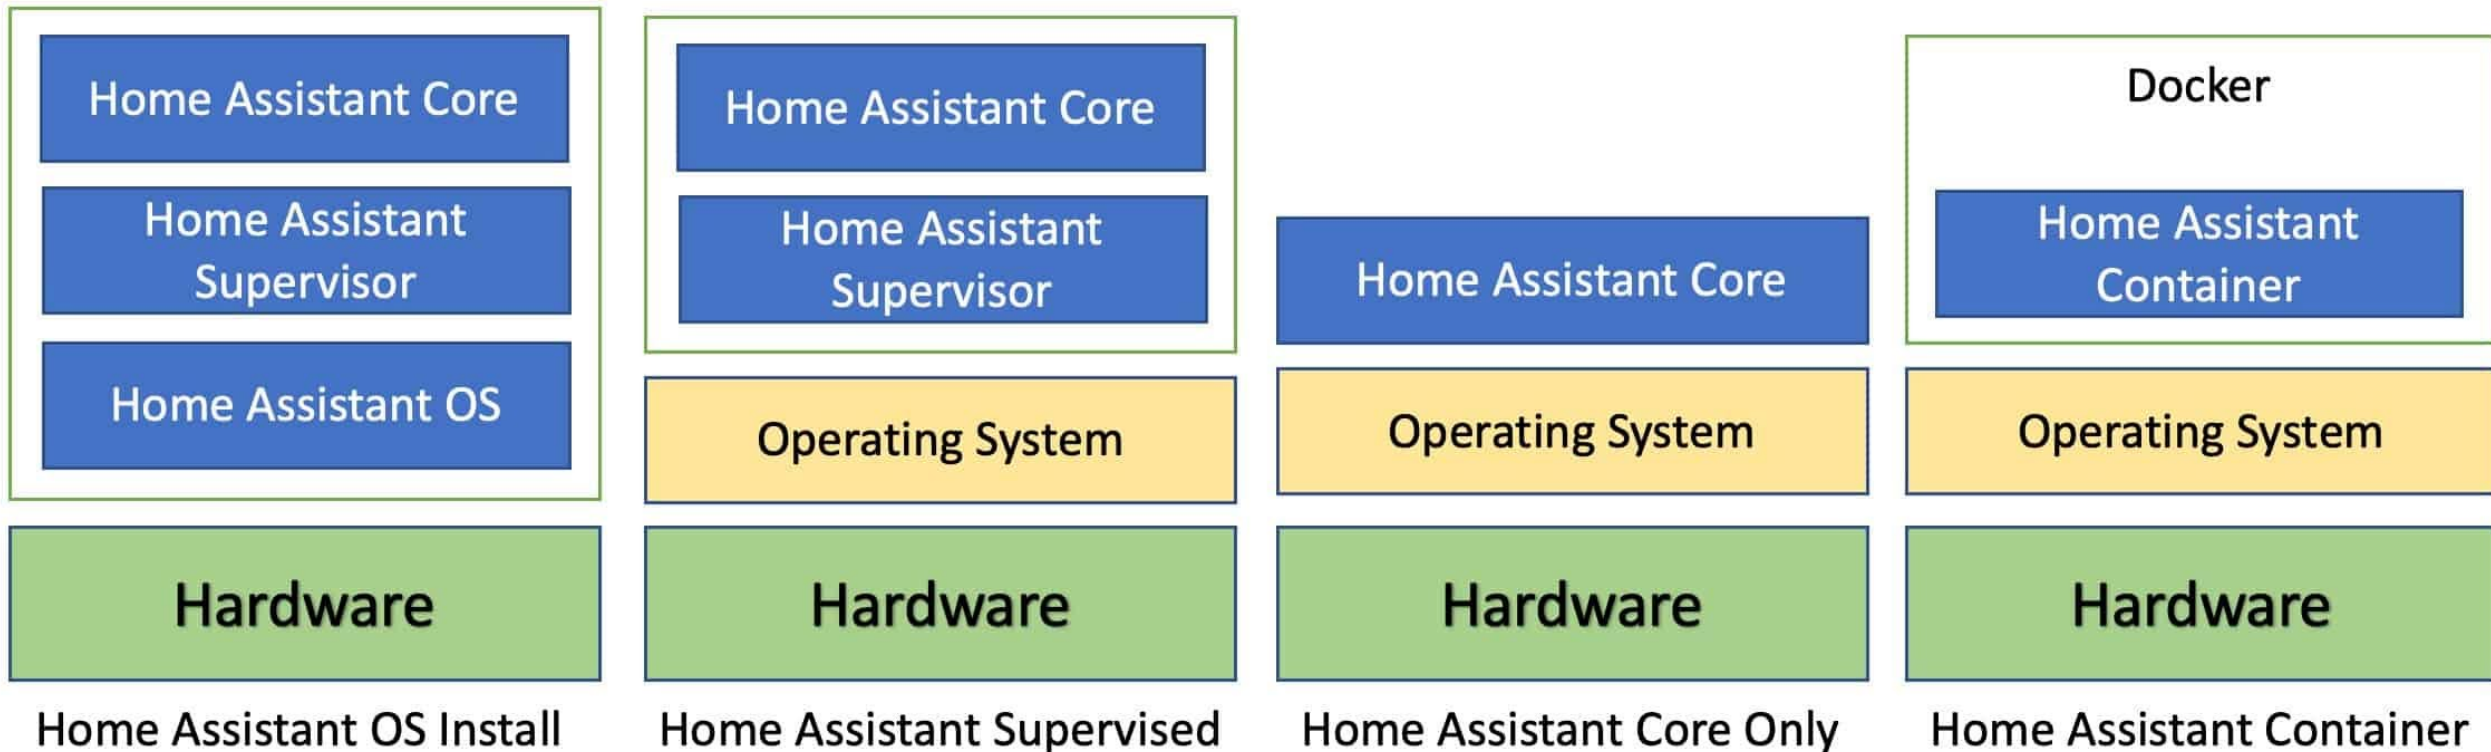 Home Assistant Core
Home Assistant
Supervisor
Home Assistant OS
Hardware
Home Assistant OS Install
Home Assistant Core
Home Assistant
Supervisor
Operating System
Hardware
Home Assistant Supervised
Home Assistant Core
Operating System
Hardware
Home Assistant Core Only
Docker
Home Assistant
Container
Operating System
Hardware
Home Assistant Container